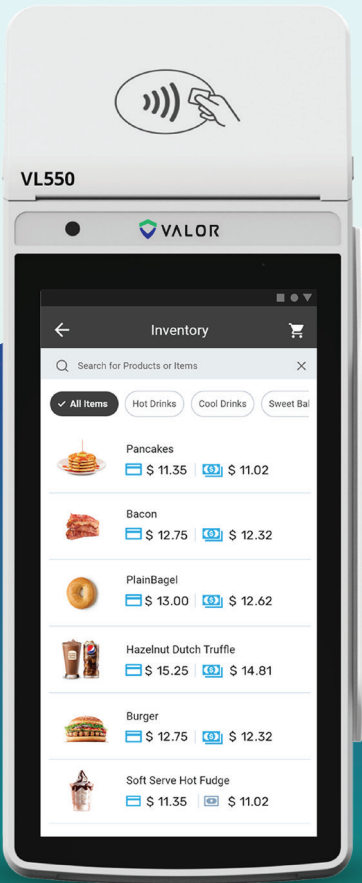 VL550
VALOR
Inventory
Search for Products or Items
All Items Hot Drinks Cool Drinks Sweet Bal
Pancakes
$ 11.35 $ 11.02
Bacon
$ 12.75 $ 12.32
PlainBagel
$ 13.00 $ 12.62
Hazelnut Dutch Truffle
$ 15.25 $ 14.81
Burger
$ 12.75 $ 12.32
Soft Serve Hot Fudge
$ 11.35 $ 11.02